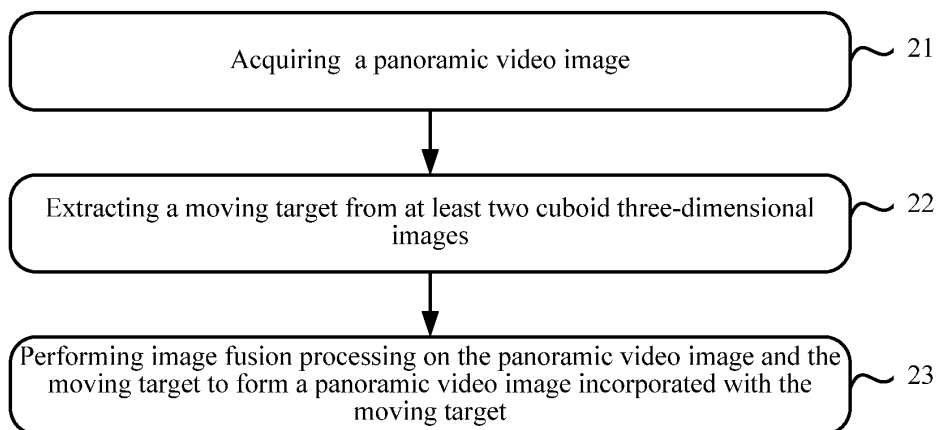 Acquiring a panoramic video image
21
Extracting a moving target from at least two cuboid three-dimensional
images
22
Performing image fusion processing on the panoramic video image and the
moving target to form a panoramic video image incorporated with the
moving target
23